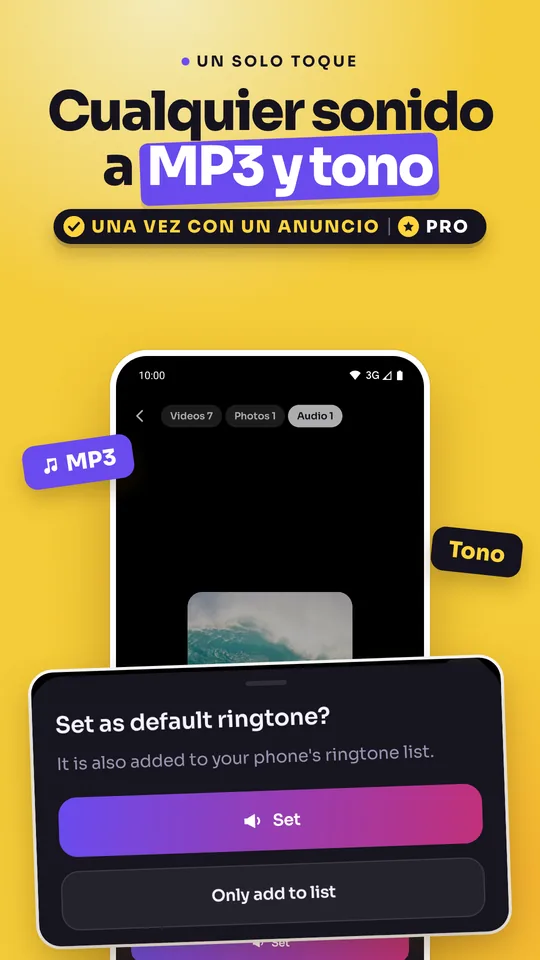 UN SOLO TOQUE
Cualquier sonido
a MP3 y tono
UNA VEZ CON UN ANUNCIO | PRO
10:00 3G
Videos 7 Photos 1 Audio 1
MP3
Tono
Set as default ringtone?
It is also added to your phone's ringtone list.
Set
Only add to list
Set